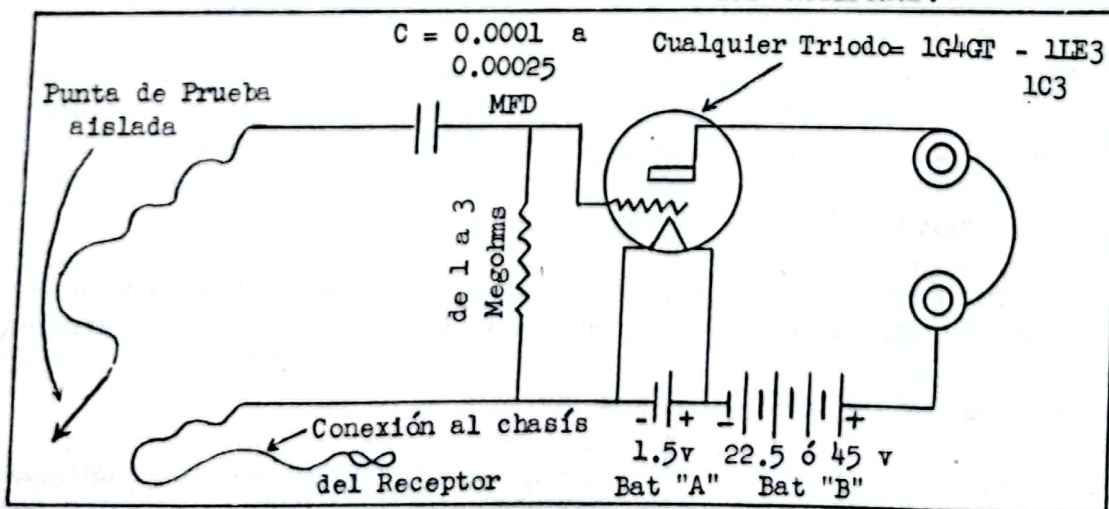 C = 0.0001 a
0.00025
MFD
Cualquier Triodo= 1G4GT - 1LE3
1C3
Punta de Prueba
aislada
de 1 a 3
Megohms
Conexión al chasís
del Receptor
- +
1.5v
Bat "A"
- +
22.5 ó 45 v
Bat "B"